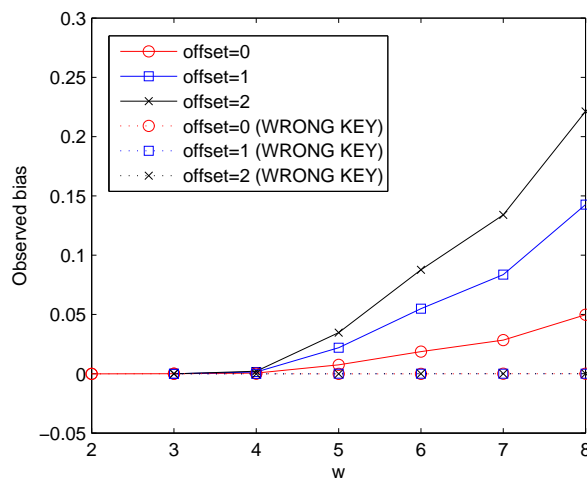 0.3
0.25
0.2
0.15
0.1
0.05
0
−0.05
Observed bias
offset=0
offset=1
offset=2
offset=0 (WRONG KEY)
offset=1 (WRONG KEY)
offset=2 (WRONG KEY)
2 3 4 5 6 7 8
w